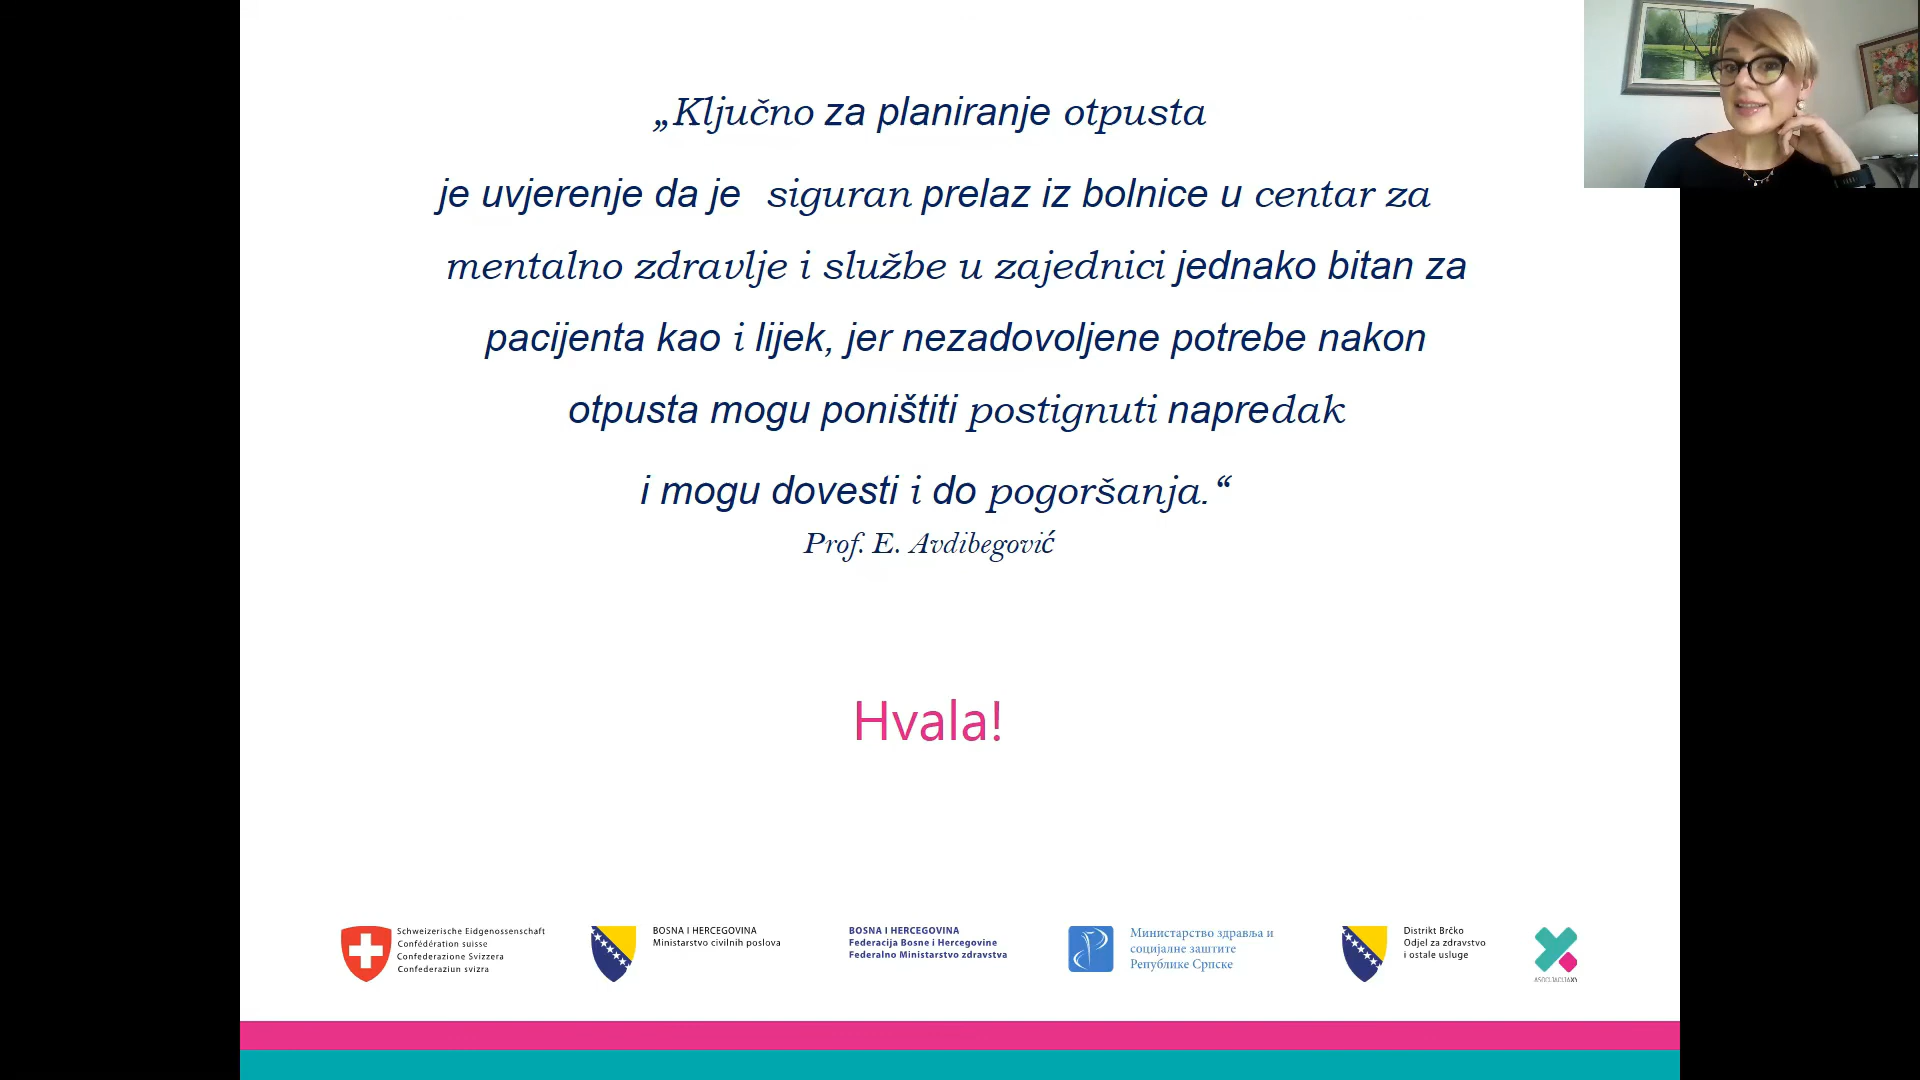 „Ključno za planiranje otpusta
je uvjerenje da je siguran prelaz iz bolnice u centar za
mentalno zdravlje i službe u zajednici jednako bitan za
pacijenta kao i lijek, jer nezadovoljene potrebe nakon
otpusta mogu poništiti postignuti napredak
i mogu dovesti i do pogoršanja.“
Prof. E. Avdibegović
Hvala!
Schweizerische Eidgenossenschaft
Confédération suisse
Confederazione Svizzera
Confederaziun svizra
BOSNA I HERCEGOVINA
Ministarstvo civilnih poslova
BOSNA I HERCEGOVINA
Federacija Bosne i Hercegovine
Federalno Ministarstvo zdravstva
Министарство здравља и
социјалне заштите
Републике Српске
Distrikt Brčko
Odjel za zdravstvo
i ostale usluge
ASOCIJACIJAXY